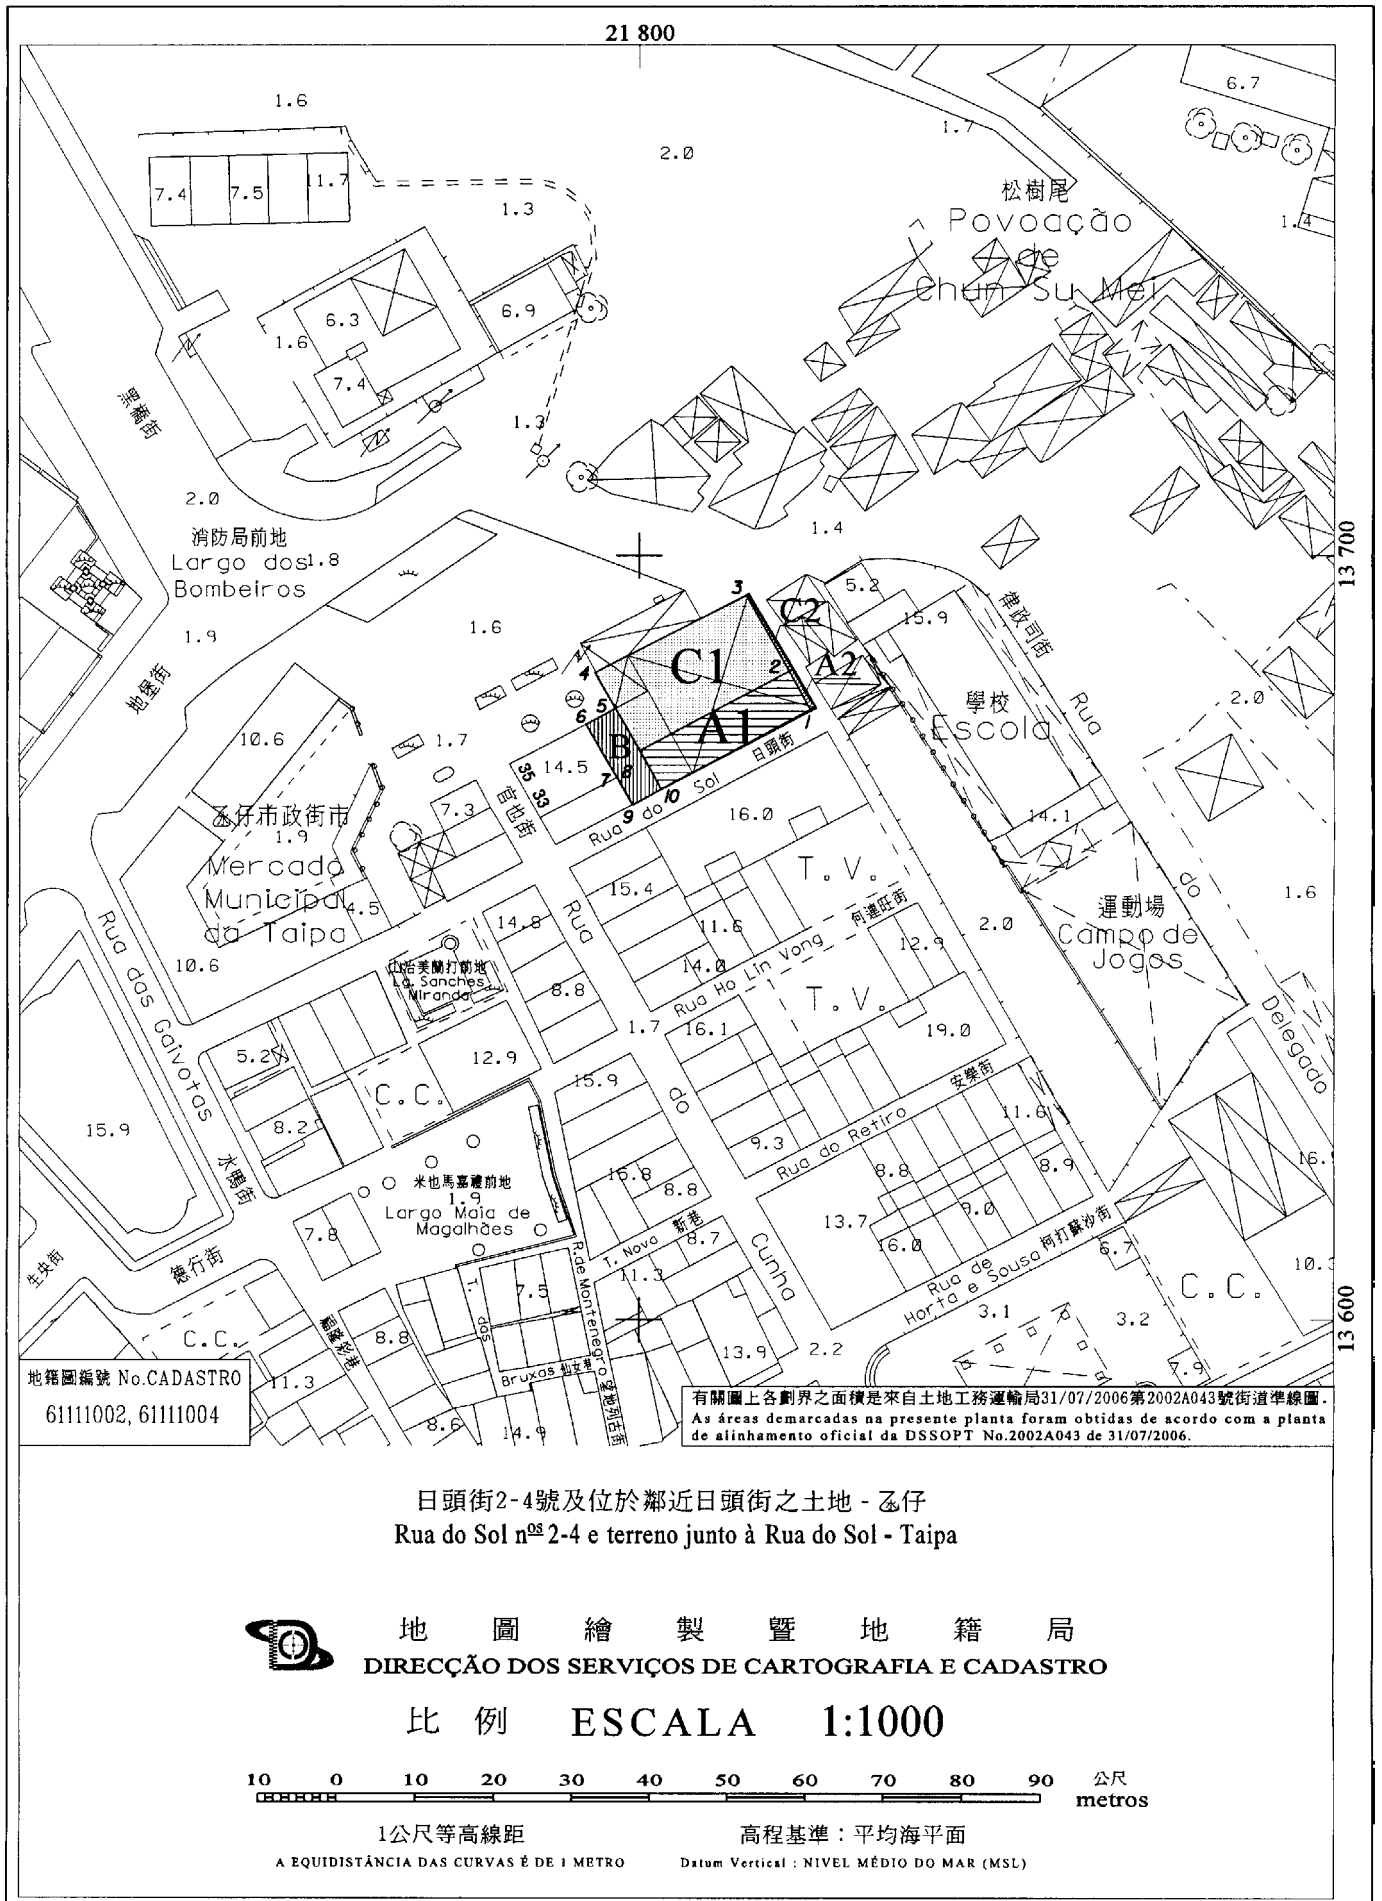 21 800
1.6
6.7
1.7
2.0
松樹尾
Povoação
de
Chun Su Mei
7.4
7.5
11.7
1.3
1.4
6.3
6.9
1.6
7.4
1.3
黑橋街
2.0
消防局前地
Largo dos
Bombeiros
1.8
1.4
13 700
1.9
1.6
地堡街
3
C2
5.2
15.9
律政司街
4
C1
2
A2
5
6
B
A1
1
學校
Escola
Rua
2.0
10.6
1.7
14.5
35
33
7
8
9
10
日頭街
Rua do Sol
官也街
7.3
16.0
14.1
氹仔市政街市
1.9
Mercado
Municipal
da Taipa
4.5
10.6
15.4
T. V.
何連旺街
運動場
Campo de
Jogos
do
1.6
14.8
Rua
11.6
12.9
2.0
Rua das Gaivotas
山治美蘭打前地
Lg. Sanches
Miranda
14.0
Rua Ho Lin Vong
8.8
T. V.
1.7
16.1
19.0
Delegado
5.2
12.9
C. C.
15.9
do
安樂街
15.9
8.2
9.3
Rua do Retiro
11.6
水鴨街
米也馬嘉禮前地
1.9
Largo Maia de
Magalhães
15.8
8.8
8.8
8.9
16.
7.8
13.7
9.0
16.0
T. Nova 新巷
8.7
Cunha
柯打蘇沙街
6.7
生央街
德行街
R.de Montenegro
11.3
Rua de
Horta e Sousa
10.3
C. C.
7.5
T. das
Bruxas 仙女巷
3.1
3.2
C. C.
福隆彩巷
8.8
13.9
2.2
7.9
13 600
11.3
8.6
14.9
地籍圖編號 No.CADASTRO
61111002, 61111004
有關圖上各劃界之面積是來自土地工務運輸局31/07/2006第2002A043號街道準線圖.
As áreas demarcadas na presente planta foram obtidas de acordo com a planta
de alinhamento oficial da DSSOPT No.2002A043 de 31/07/2006.
日頭街2-4號及位於鄰近日頭街之土地 - 氹仔
Rua do Sol nos 2-4 e terreno junto à Rua do Sol - Taipa
地圖繪製暨地籍局
DIRECÇÃO DOS SERVIÇOS DE CARTOGRAFIA E CADASTRO
比例 ESCALA 1:1000
10 0 10 20 30 40 50 60 70 80 90 公尺
metros
1公尺等高線距
高程基準：平均海平面
A EQUIDISTÂNCIA DAS CURVAS É DE 1 METRO
Datum Vertical : NIVEL MÉDIO DO MAR (MSL)